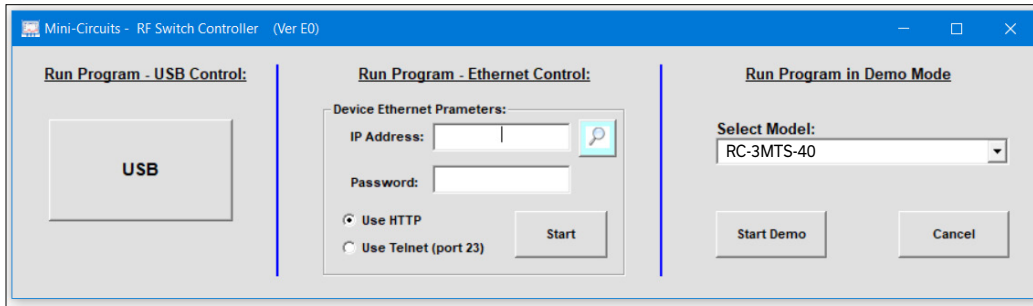 Mini-Circuits - RF Switch Controller (Ver E0)
Run Program - USB Control:
USB
Run Program - Ethernet Control:
Device Ethernet Prameters:
IP Address:
Password:
Use HTTP
Use Telnet (port 23)
Start
Run Program in Demo Mode
Select Model:
RC-3MTS-40
Start Demo
Cancel